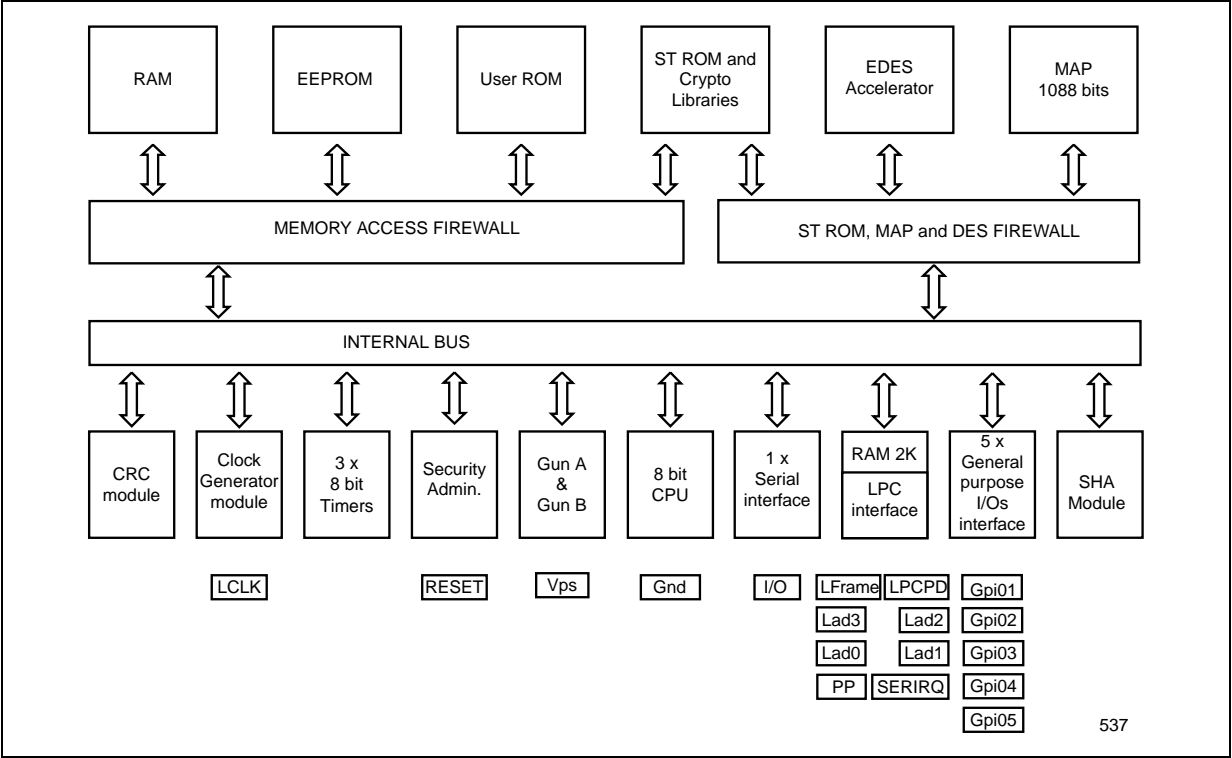 RAM
EEPROM
User ROM
ST ROM and
Crypto
Libraries
EDES
Accelerator
MAP
1088 bits
MEMORY ACCESS FIREWALL
ST ROM, MAP and DES FIREWALL
INTERNAL BUS
CRC
module
Clock
Generator
module
3 x
8 bit
Timers
Security
Admin.
Gun A
&
Gun B
8 bit
CPU
1 x
Serial
interface
RAM 2K
LPC
interface
5 x
General
purpose
I/Os
interface
SHA
Module
LCLK
RESET
Vps
Gnd
I/O
LFrame
LPCPD
Lad3
Lad2
Lad0
Lad1
PP
SERIRQ
Gpi01
Gpi02
Gpi03
Gpi04
Gpi05
537